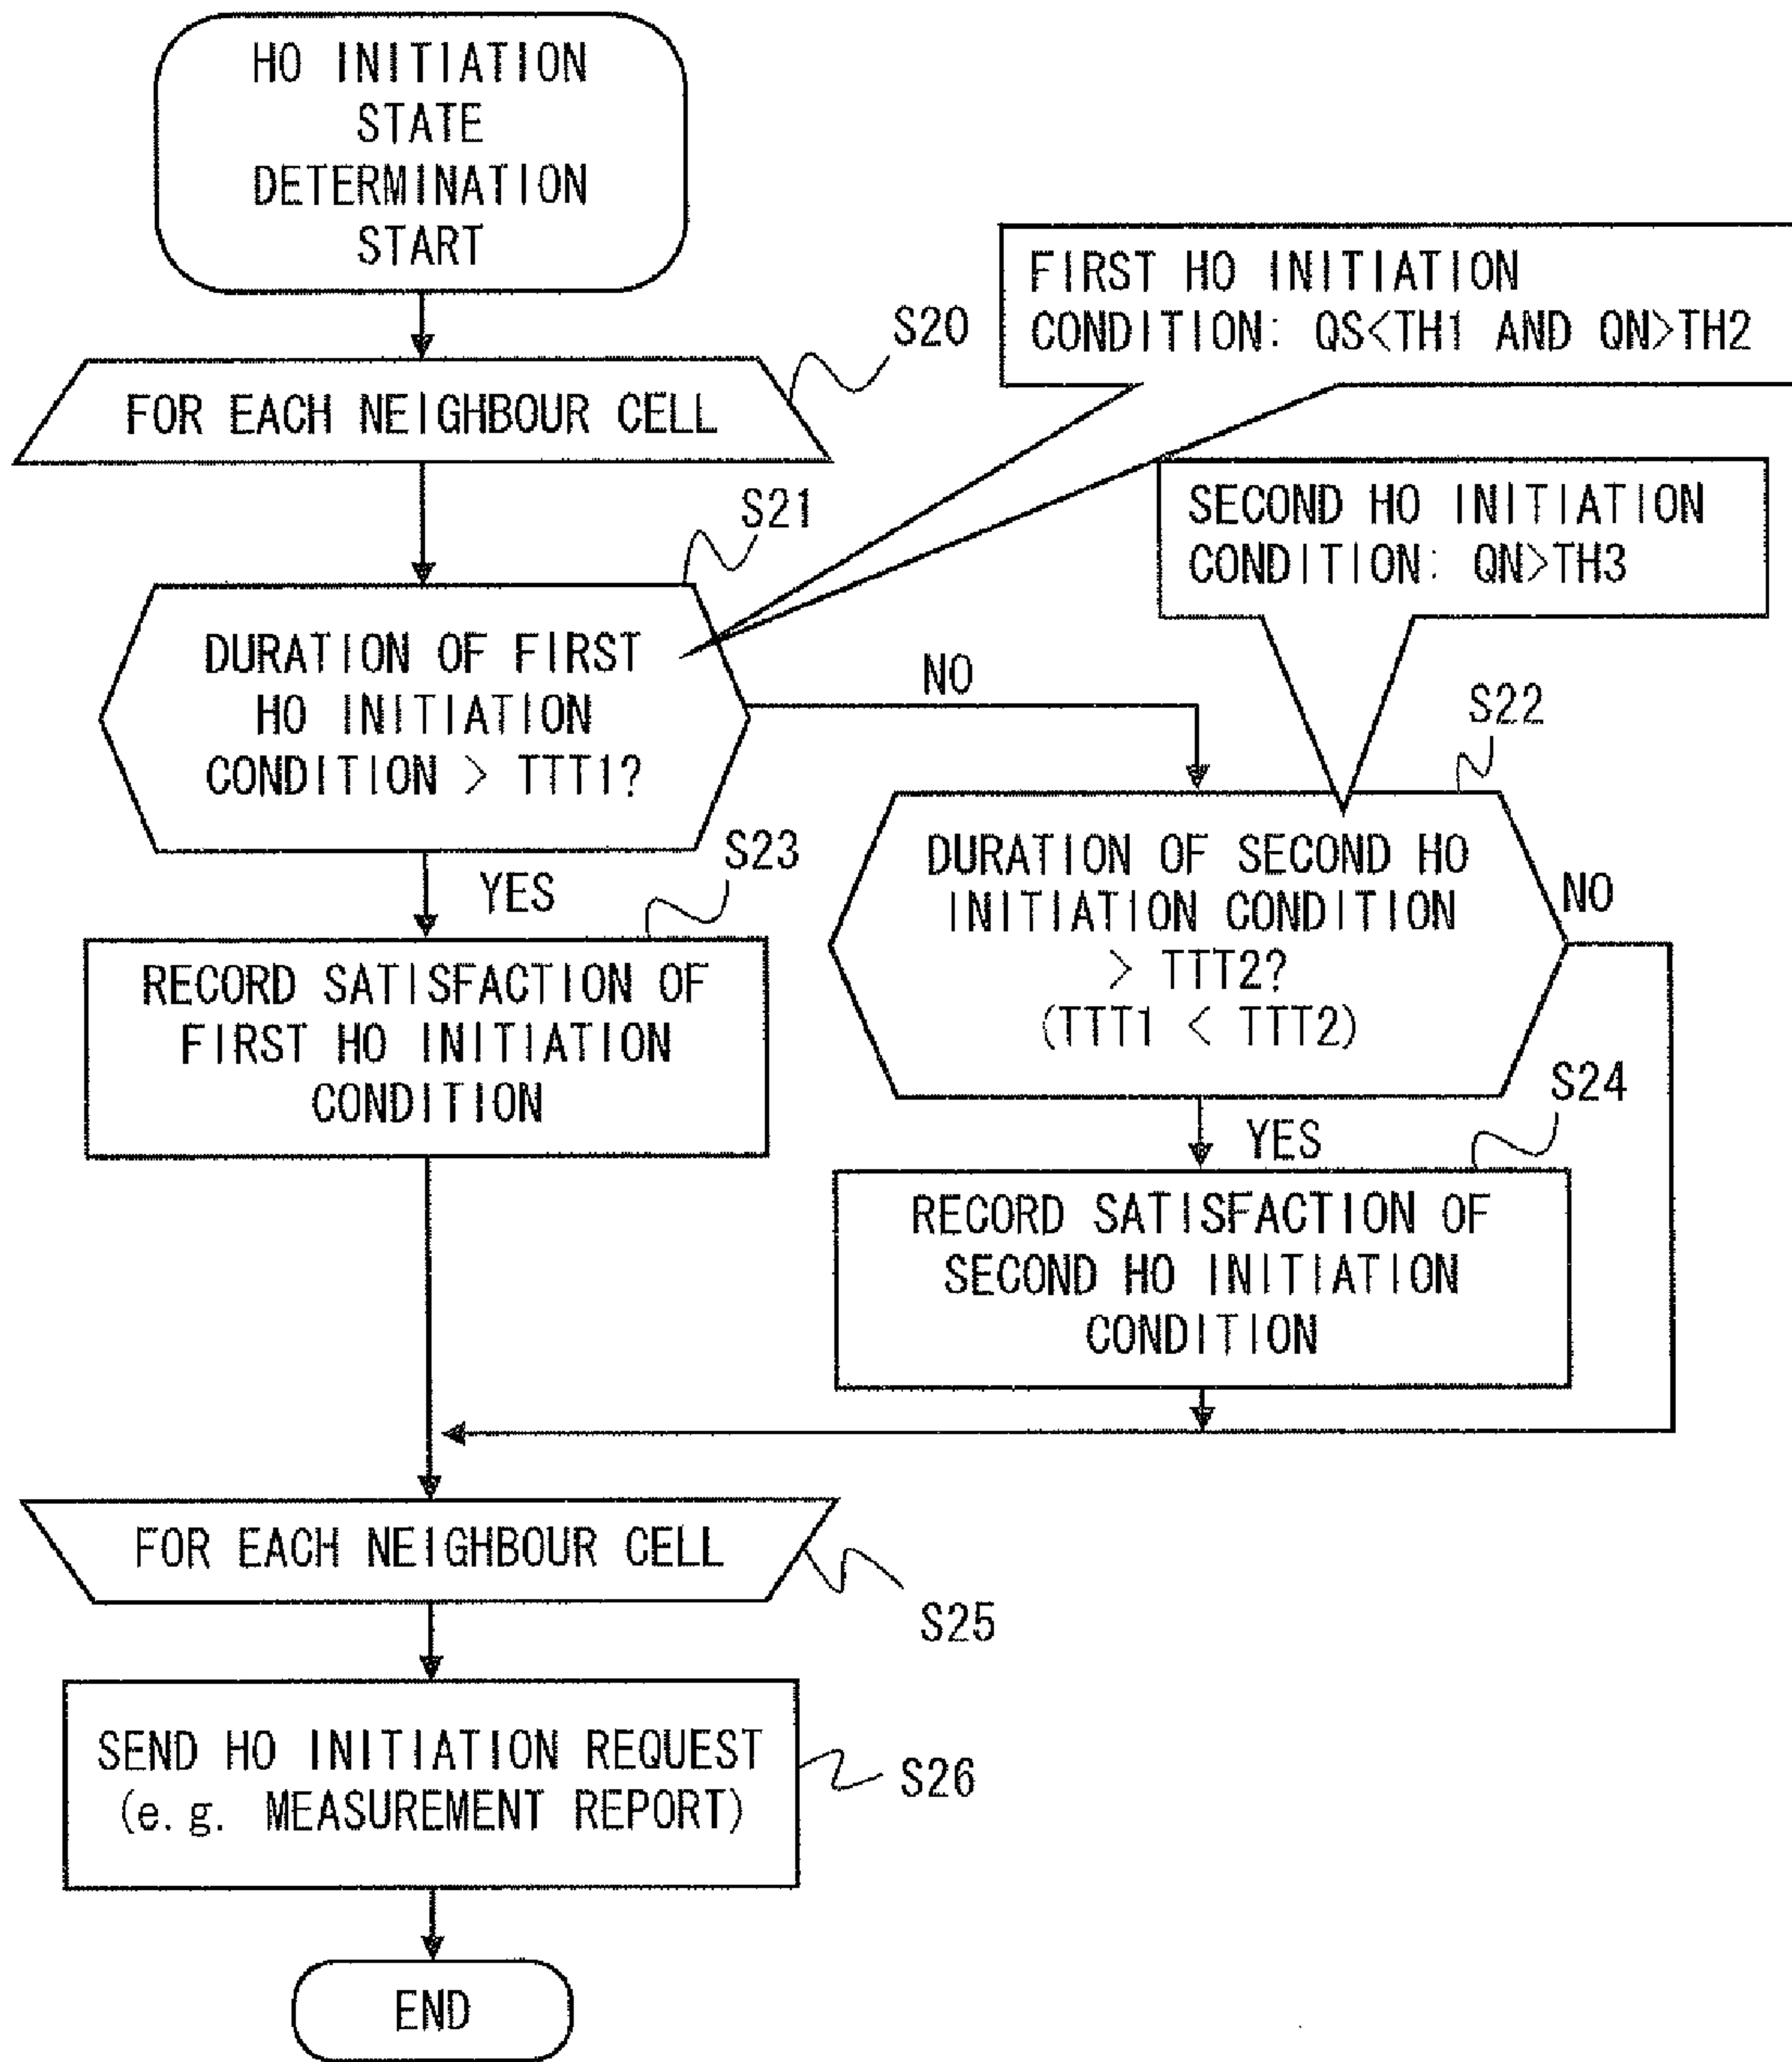 HO INITIATION
STATE
DETERMINATION
START
S20
FOR EACH NEIGHBOUR CELL
FIRST HO INITIATION
CONDITION: QS<TH1 AND QN>TH2
S21
DURATION OF FIRST
HO INITIATION
CONDITION > TTT1?
NO
SECOND HO INITIATION
CONDITION: QN>TH3
S22
DURATION OF SECOND HO
INITIATION CONDITION
> TTT2?
(TTT1 < TTT2)
NO
YES
S23
RECORD SATISFACTION OF
FIRST HO INITIATION
CONDITION
YES
S24
RECORD SATISFACTION OF
SECOND HO INITIATION
CONDITION
FOR EACH NEIGHBOUR CELL
S25
SEND HO INITIATION REQUEST
(e.g. MEASUREMENT REPORT)
S26
END